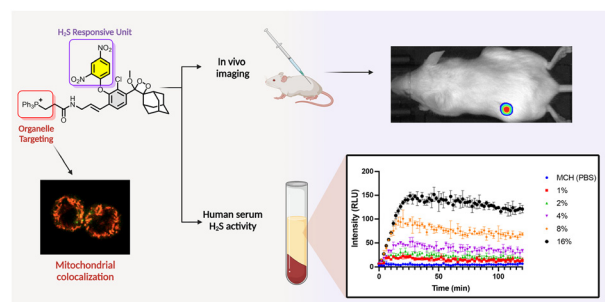 H₂S Responsive Unit
NO₂
NO₂
Cl
O
O
O-O
Ph₃P⁺
H
N
O
Organelle
Targeting
Mitochondrial
colocalization
In vivo
imaging
Human serum
H₂S activity
Intensity (RLU)
200
150
100
50
0
0
50
100
Time (min)
MCH (PBS)
1%
2%
4%
8%
16%